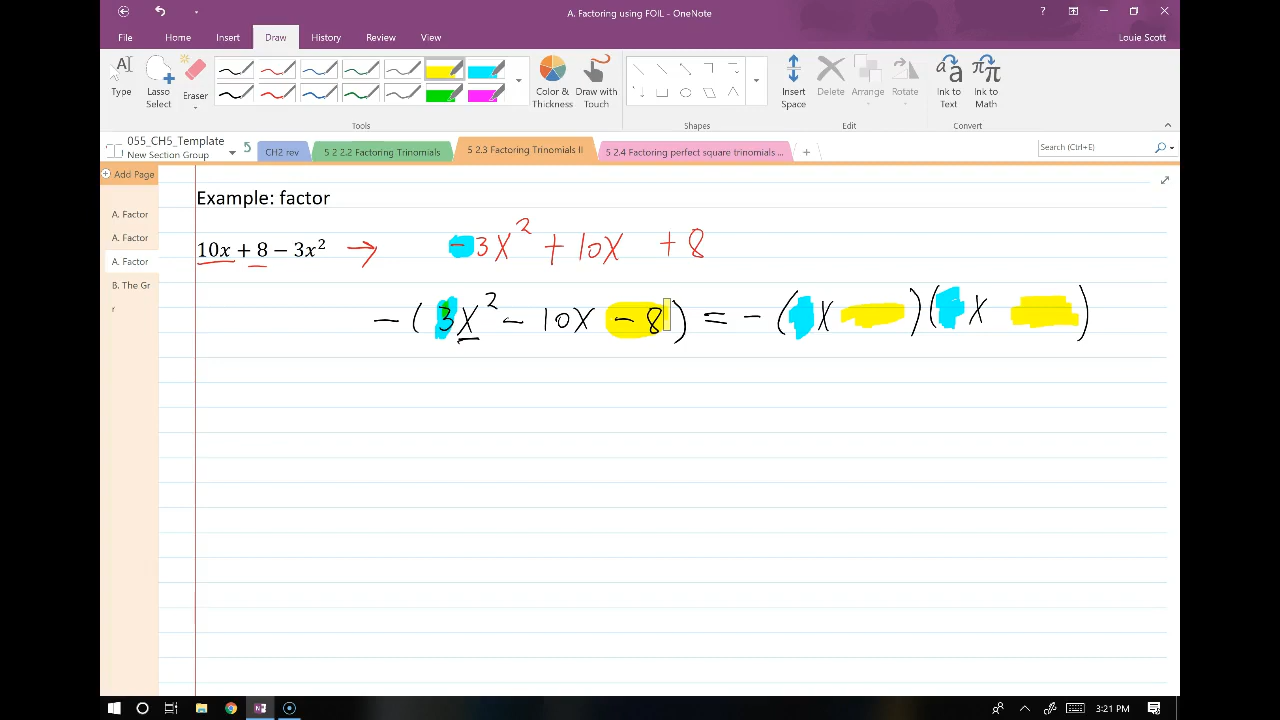 A. Factoring using FOIL - OneNote
?
File Home Insert Draw History Review View Louie Scott
Type Lasso Select Eraser Color & Thickness Draw with Touch Insert Space Delete Arrange Rotate Ink to Text Ink to Math
Tools Shapes Edit Convert
055_CH5_Template
New Section Group
CH2 rev 5 2 2.2 Factoring Trinomials 5 2.3 Factoring Trinomials II 5 2.4 Factoring perfect square trinomials ... Search (Ctrl+E)
Add Page
A. Factor
A. Factor
A. Factor
B. The Gr
r
Example: factor
10x + 8 − 3x² → -3X² + 10X + 8
- ( 3X² - 10X - 8 ) = - ( X ) ( X )
3:21 PM